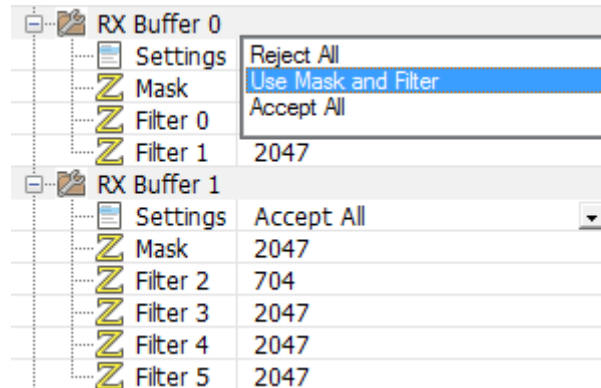 RX Buffer 0
Settings Reject All
Mask Use Mask and Filter
Filter 0 Accept All
Filter 1 2047
RX Buffer 1
Settings Accept All
Mask 2047
Filter 2 704
Filter 3 2047
Filter 4 2047
Filter 5 2047